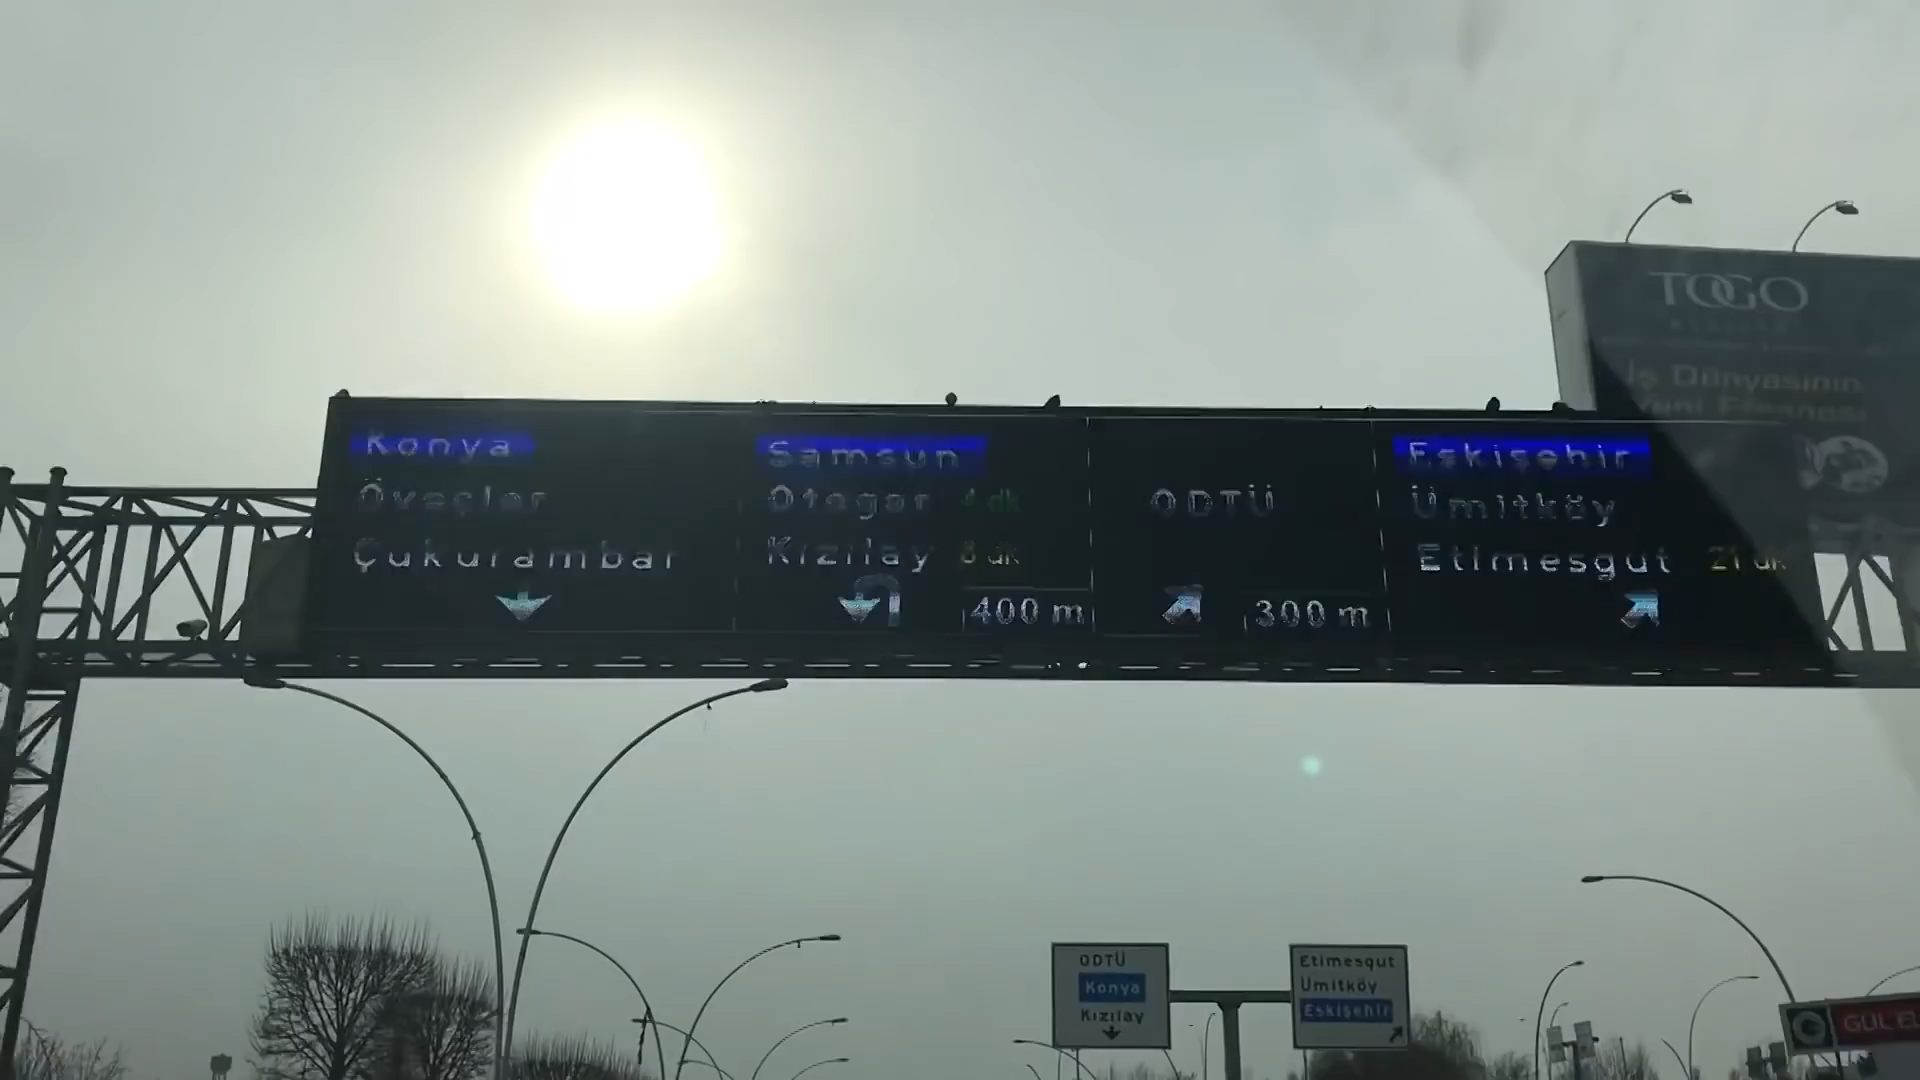 Konya
Öveçler
Çukurambar
Samsun
Otogar 4 dk
Kızılay 8 dk
400 m
ODTÜ
300 m
Eskişehir
Ümitköy
Etimesgut 21 dk
TOGO
İş Dünyasının
ODTÜ
Konya
Kızılay
Etimesgut
Ümitköy
Eskişehir
GÜL